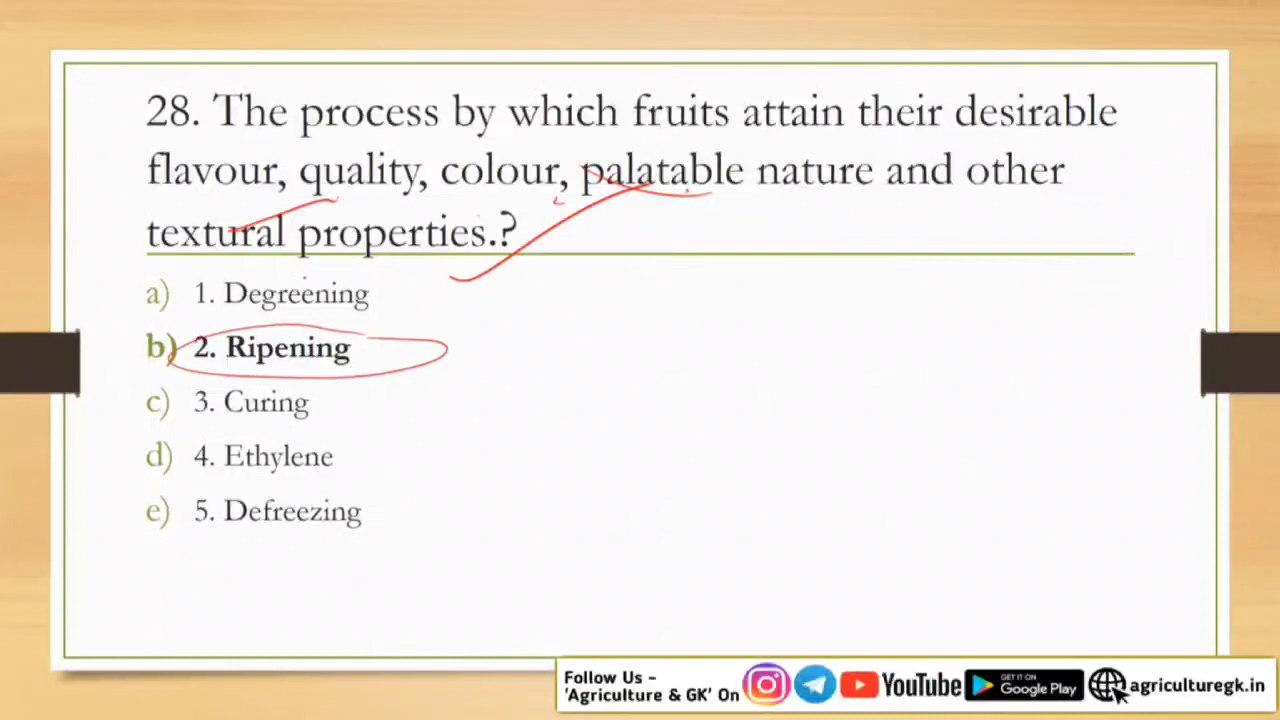 28. The process by which fruits attain their desirable
flavour, quality, colour, palatable nature and other
textural properties.?
a) 1. Degreening
b) 2. Ripening
c) 3. Curing
d) 4. Ethylene
e) 5. Defreezing
Follow Us -
'Agriculture & GK' On
YouTube
GET IT ON
Google Play
agriculturegk.in